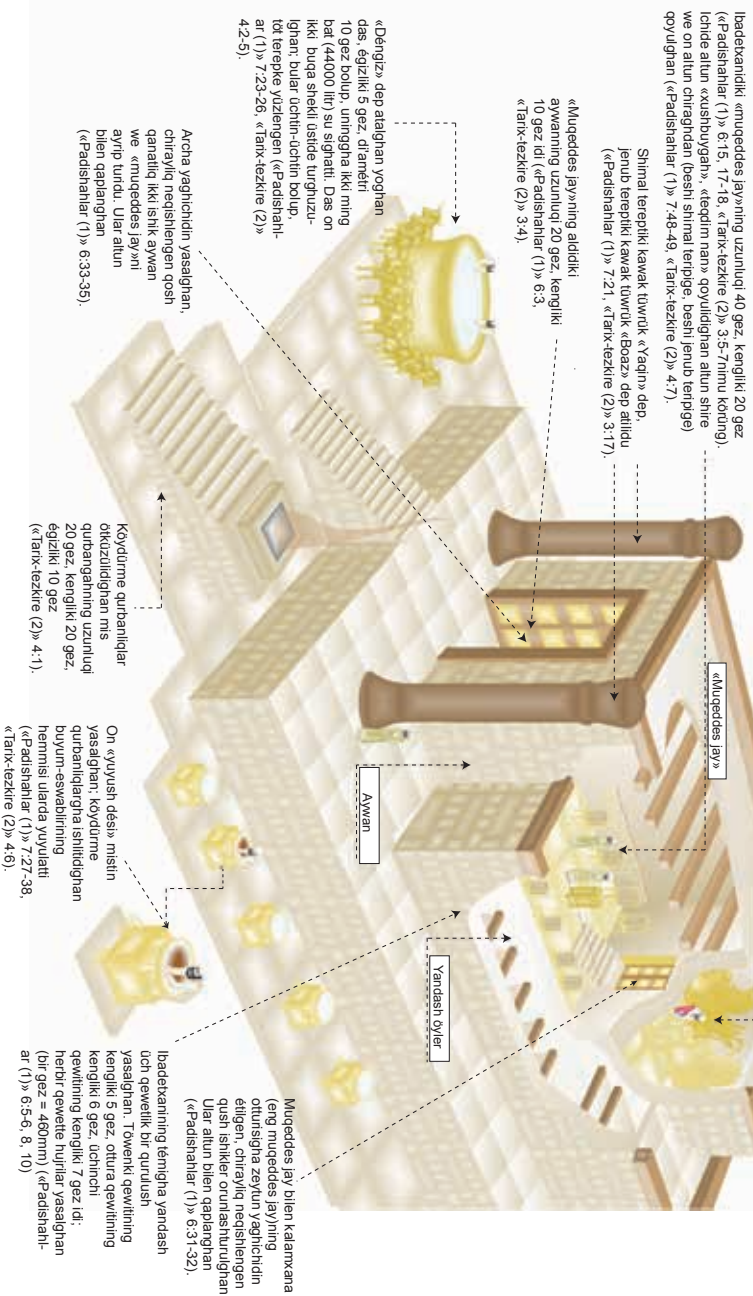 Ibadetxanidiki «muqeddes jay»ning uzunluqi 40 gez, kengliki 20 gez
(«Padishahlar (1)» 6:15, 17-18, «Tarix-tezkire (2)» 3:5-7nimu körüng).
Ichide altun «xushbuygah», «teqdim nan» qoyulidighan altun shire
we on altun chiraghdan (beshi shimal teripige, beshi jenub teripige)
qoyulghan («Padishahlar (1)» 7:48-49, «Tarix-tezkire (2)» 4:7).
Shimal tereptiki kawak tüwrük «Yaqin» dep,
jenub tereptiki kawak tüwrük «Boaz» dep atilidu
(«Padishahlar (1)» 7:21, «Tarix-tezkire (2)» 3:17).
«Muqeddes jay»ning aldidiki
aywanning uzunluqi 20 gez, kengliki
10 gez idi («Padishahlar (1)» 6:3,
«Tarix-tezkire (2)» 3:4).
«Déngiz» dep atalghan yoghan
das, égizliki 5 gez, di'amétri
10 gez bolup, uninggha ikki ming
bat (44000 litr) su sighatti. Das on
ikki buqa shekli üstide turghuzu-
lghan; bular üchtin-üchtin bolup,
töt terepke yüzlengen («Padishahl-
ar (1)» 7:23-26, «Tarix-tezkire (2)»
4:2-5).
Archa yaghichidin yasalghan,
chirayliq neqishlengen qosh
qanatliq ikki ishik aywan
we «muqeddes jay»ni
ayrip turidu. Ular altun
bilen qaplanghan
(«Padishahlar (1)» 6:33-35).
«Muqeddes jay»
Aywan
Yandash öyler
Köydürme qurbanliqlar
ötküzülidighan mis
qurbangahning uzunluqi
20 gez, kengliki 20 gez,
égizliki 10 gez
(«Tarix-tezkire (2)» 4:1).
On «yuyush dési» mistin
yasalghan; köydürme
qurbanliqlargha ishlitidighan
buyum-eswablirining
hemmisi ularda yuyulatti
(«Padishahlar (1)» 7:27-38,
«Tarix-tezkire (2)» 4:6).
Muqeddes jay bilen kalamxana
(eng muqeddes jay)ning
otturisigha zeytun yaghichidin
étilgen, chirayliq neqishlengen
qush ishikler orunlashturulghan
Ular altun bilen qaplanghan
(«Padishahlar (1)» 6:31-32).
Ibadetxanining témigha yandash
üch qewetlik bir qurulush
yasalghan. Töwenki qewitining
kengliki 5 gez, ottura qewitining
kengliki 6 gez, üchinchi
qewitining kengliki 7 gez idi;
herbir qewette hujrilar yasalghan
(bir gez = 460mm) («Padishahl-
ar (1)» 6:5-6, 8, 10)